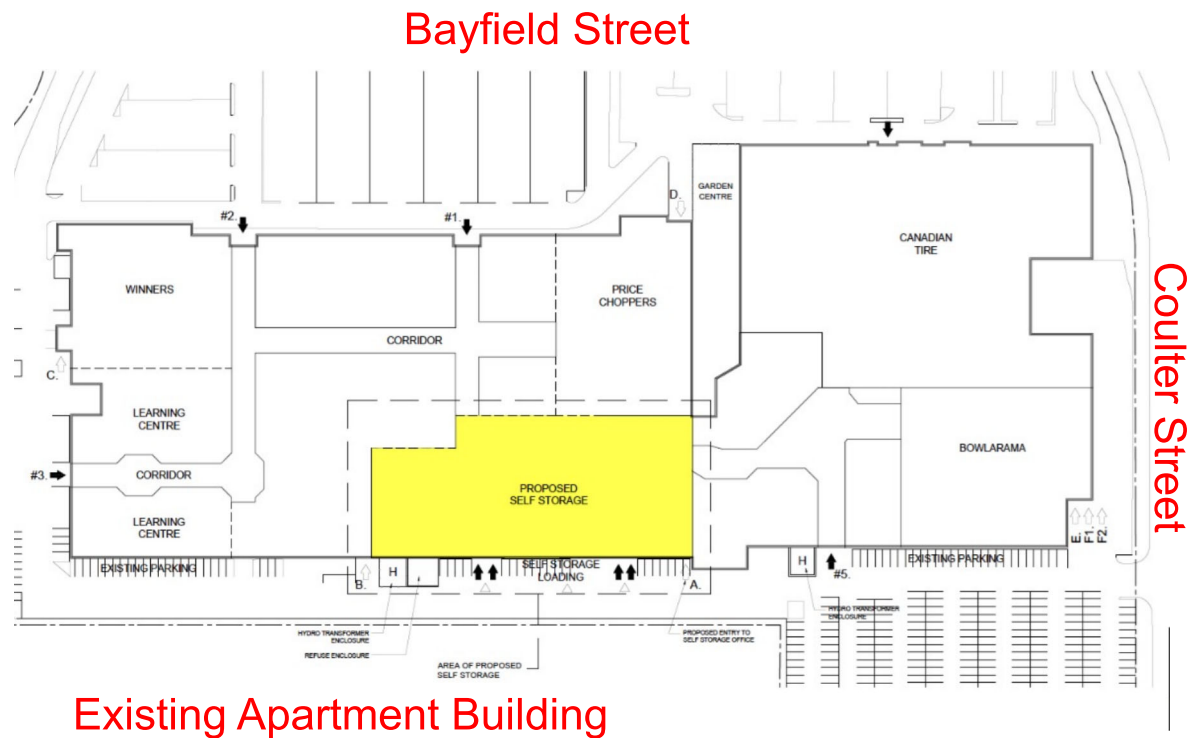 Bayfield Street
GARDEN
CENTRE
D.
#2.
#1.
CANADIAN
TIRE
WINNERS
PRICE
CHOPPERS
CORRIDOR
C.
LEARNING
CENTRE
Coulter Street
#3.
CORRIDOR
BOWLARAMA
PROPOSED
SELF STORAGE
LEARNING
CENTRE
E.
F1.
F2.
EXISTING PARKING
B.
H
SELF STORAGE
LOADING
A.
H
#5.
EXISTING PARKING
HYDRO TRANSFORMER
ENCLOSURE
HYDRO TRANSFORMER
ENCLOSURE
REFUSE ENCLOSURE
PROPOSED ENTRY TO
SELF STORAGE OFFICE
AREA OF PROPOSED
SELF STORAGE
Existing Apartment Building